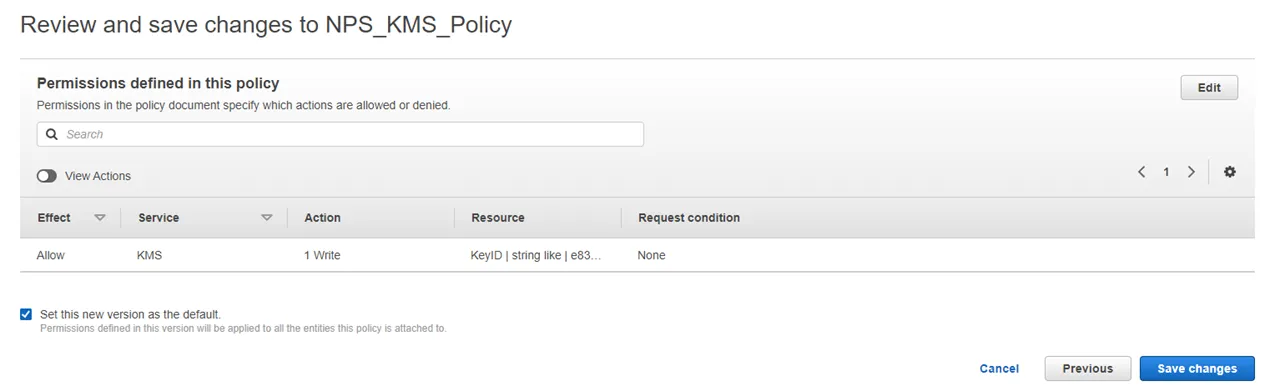 Review and save changes to NPS_KMS_Policy
Permissions defined in this policy
Edit
Permissions in the policy document specify which actions are allowed or denied.
Search
View Actions
1
Effect Service Action Resource Request condition
Allow KMS 1 Write KeyID | string like | e83... None
Set this new version as the default.
Permissions defined in this version will be applied to all the entities this policy is attached to.
Cancel Previous Save changes